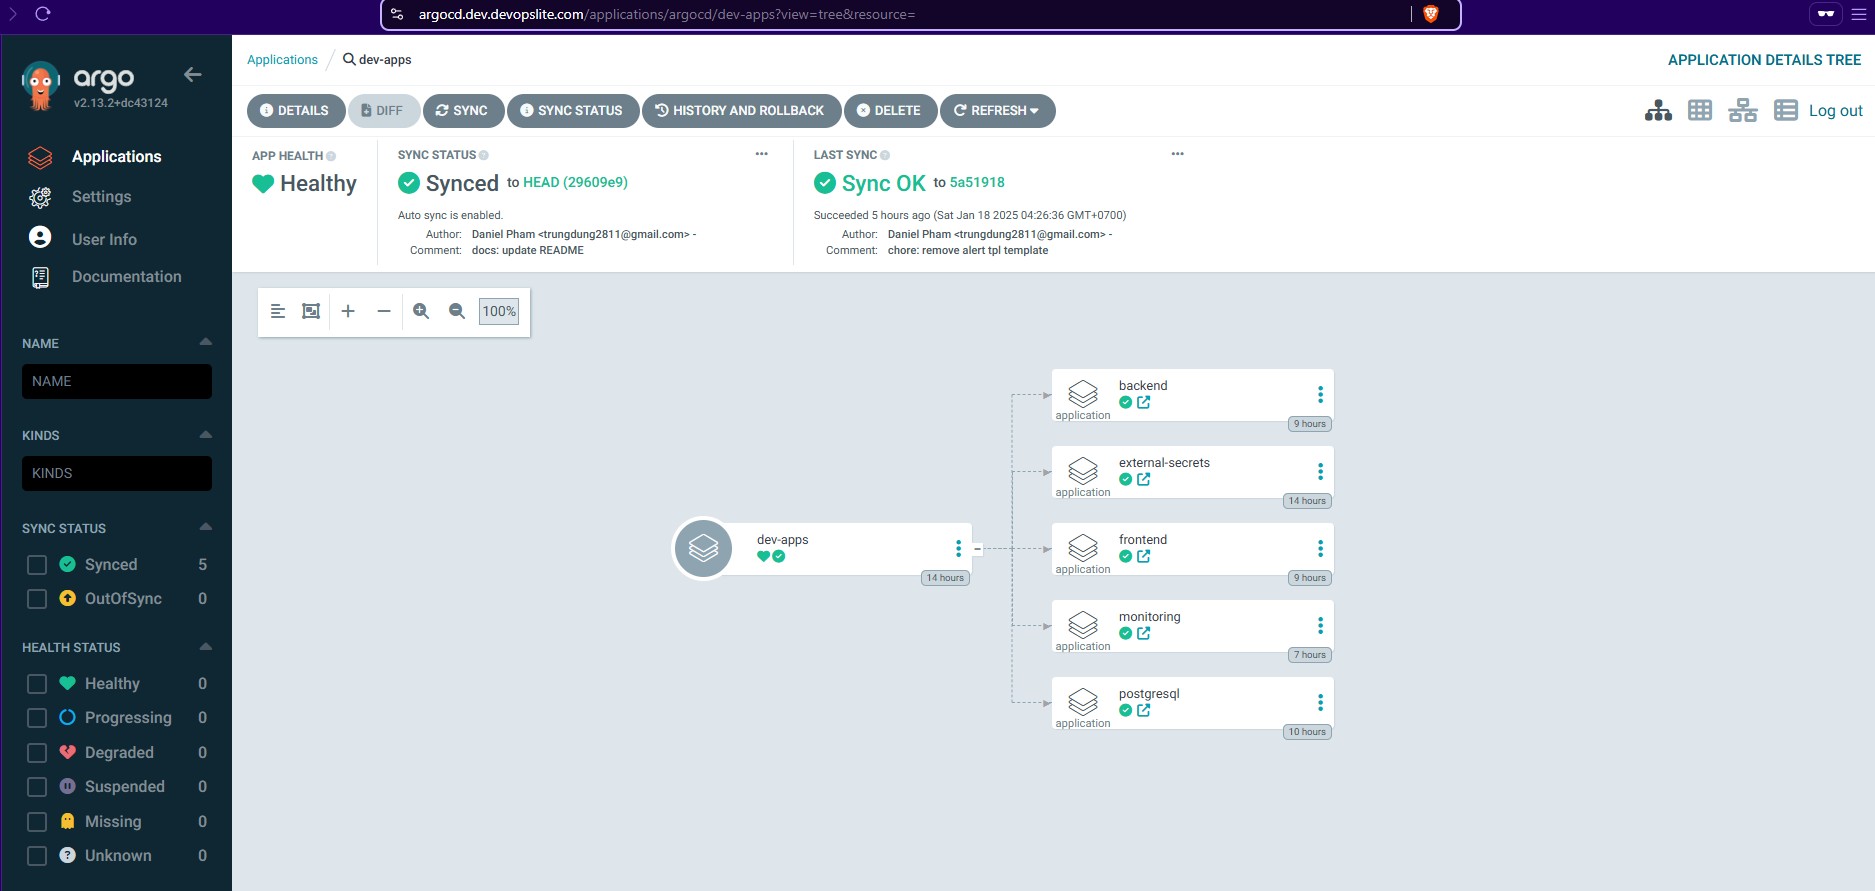 argocd.dev.devopslite.com/applications/argocd/dev-apps?view=tree&resource=
argo
v2.13.2+dc43124
Applications
Settings
User Info
Documentation
NAME
NAME
KINDS
KINDS
SYNC STATUS
Synced 5
OutOfSync 0
HEALTH STATUS
Healthy 0
Progressing 0
Degraded 0
Suspended 0
Missing 0
Unknown 0
Applications / dev-apps
APPLICATION DETAILS TREE
DETAILS DIFF SYNC SYNC STATUS HISTORY AND ROLLBACK DELETE REFRESH
Log out
APP HEALTH
Healthy
SYNC STATUS
Synced to HEAD (29609e9)
Auto sync is enabled.
Author: Daniel Pham <trungdung2811@gmail.com> -
Comment: docs: update README
LAST SYNC
Sync OK to 5a51918
Succeeded 5 hours ago (Sat Jan 18 2025 04:26:36 GMT+0700)
Author: Daniel Pham <trungdung2811@gmail.com> -
Comment: chore: remove alert tpl template
100%
dev-apps
14 hours
backend
application
9 hours
external-secrets
application
14 hours
frontend
application
9 hours
monitoring
application
7 hours
postgresql
application
10 hours